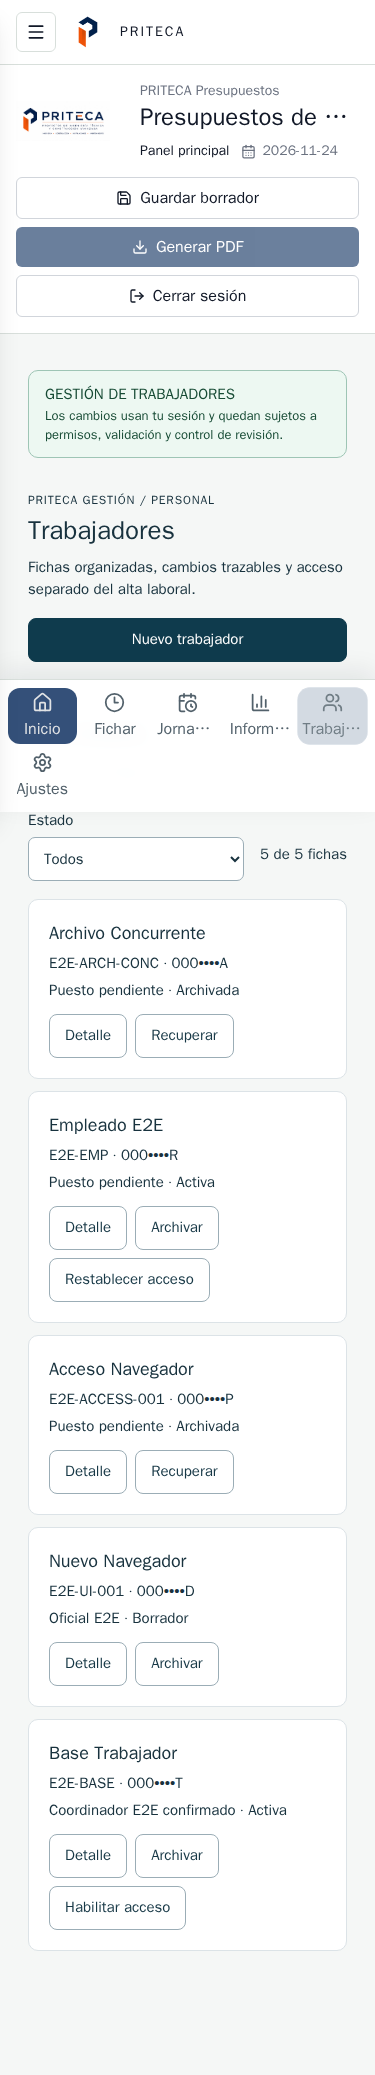 PRITECA
PRITECA
PRITECA Presupuestos
Presupuestos de ···
Panel principal 2026-11-24
Guardar borrador
Generar PDF
Cerrar sesión
GESTIÓN DE TRABAJADORES
Los cambios usan tu sesión y quedan sujetos a
permisos, validación y control de revisión.
PRITECA GESTIÓN / PERSONAL
Trabajadores
Fichas organizadas, cambios trazables y acceso
separado del alta laboral.
Nuevo trabajador
Inicio Fichar Jorna··· Inform··· Trabaj···
Ajustes
Estado
Todos 5 de 5 fichas
Archivo Concurrente
E2E-ARCH-CONC · 000••••A
Puesto pendiente · Archivada
Detalle Recuperar
Empleado E2E
E2E-EMP · 000••••R
Puesto pendiente · Activa
Detalle Archivar
Restablecer acceso
Acceso Navegador
E2E-ACCESS-001 · 000••••P
Puesto pendiente · Archivada
Detalle Recuperar
Nuevo Navegador
E2E-UI-001 · 000••••D
Oficial E2E · Borrador
Detalle Archivar
Base Trabajador
E2E-BASE · 000••••T
Coordinador E2E confirmado · Activa
Detalle Archivar
Habilitar acceso